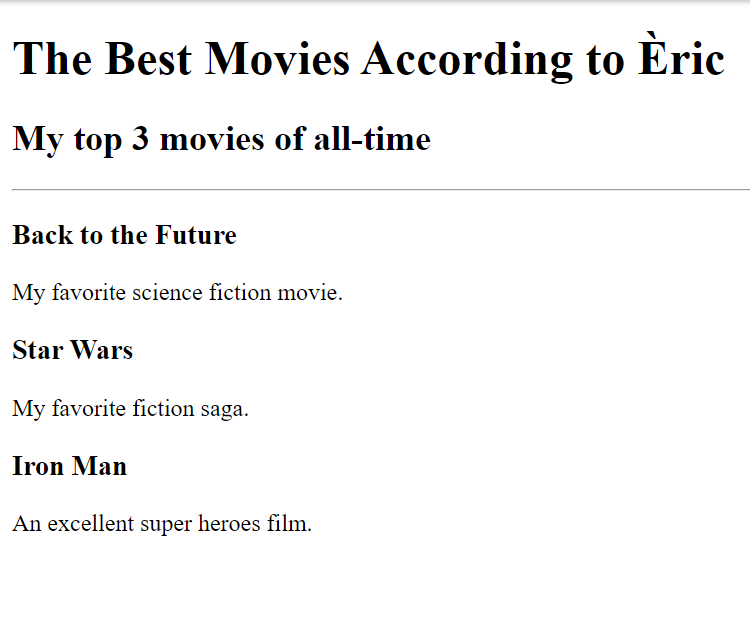 The Best Movies According to Èric
My top 3 movies of all-time
Back to the Future
My favorite science fiction movie.
Star Wars
My favorite fiction saga.
Iron Man
An excellent super heroes film.